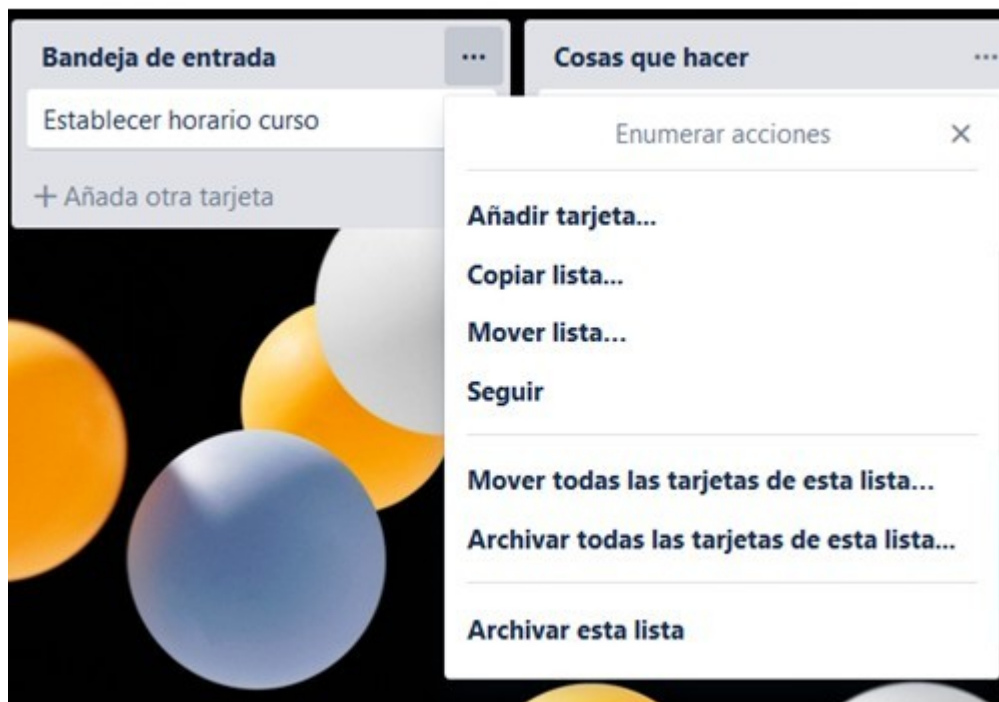 Bandeja de entrada
...
Establecer horario curso
+ Añada otra tarjeta
Cosas que hacer
...
Enumerar acciones
Añadir tarjeta...
Copiar lista...
Mover lista...
Seguir
Mover todas las tarjetas de esta lista...
Archivar todas las tarjetas de esta lista...
Archivar esta lista